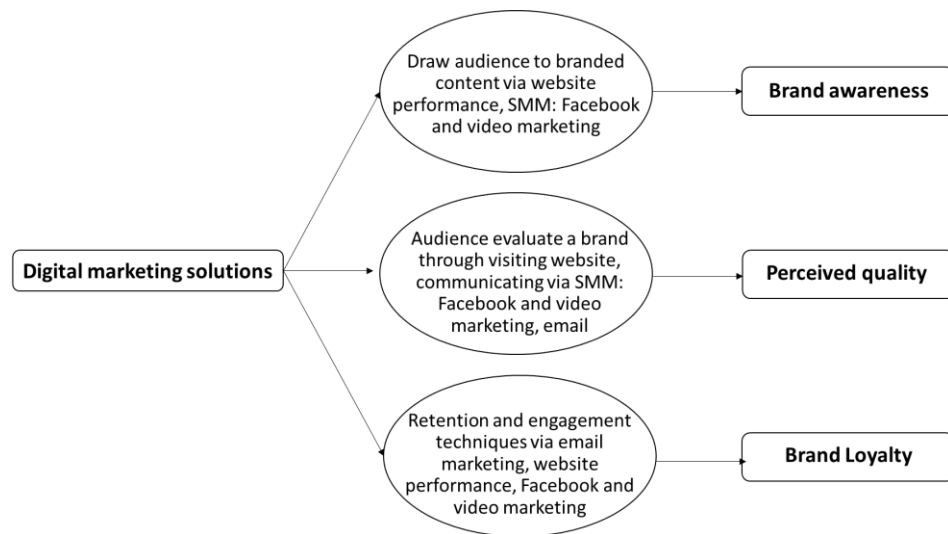 Draw audience to branded
content via website
performance, SMM: Facebook
and video marketing
Brand awareness
Digital marketing solutions
Audience evaluate a brand
through visiting website,
communicating via SMM:
Facebook and video
marketing, email
Perceived quality
Retention and engagement
techniques via email
marketing, website
performance, Facebook and
video marketing
Brand Loyalty